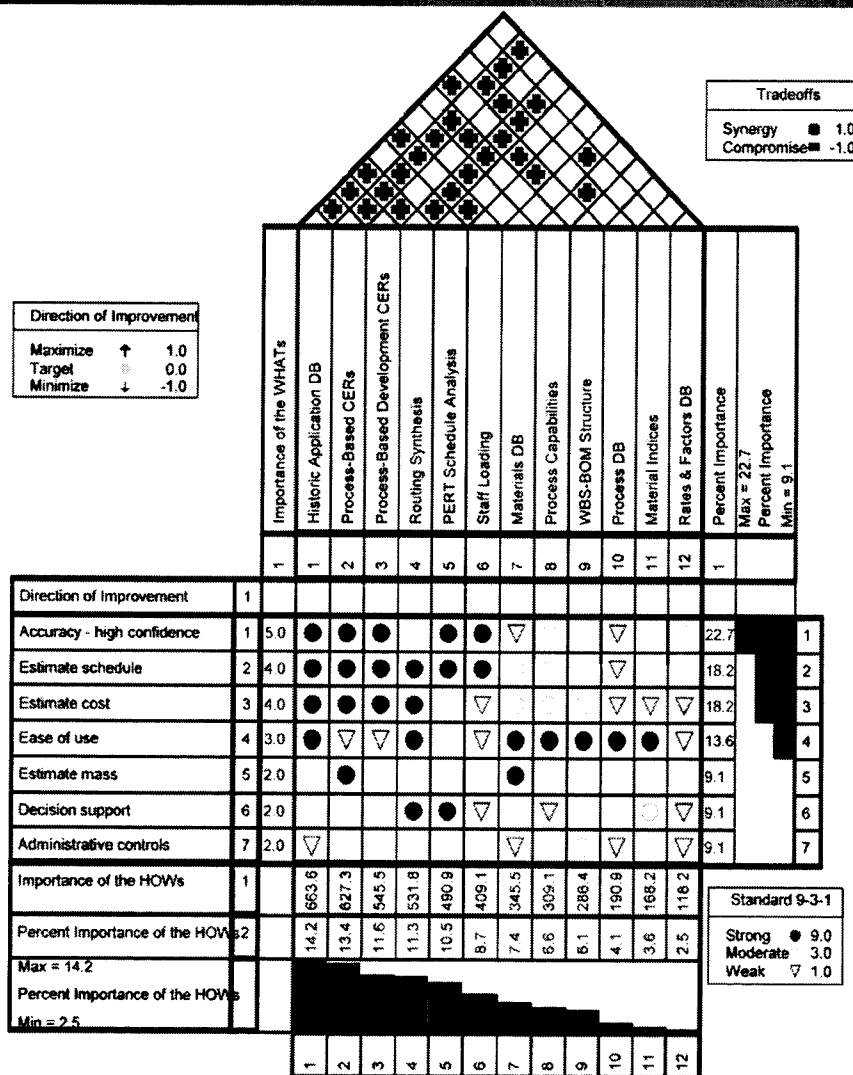 Tradeoffs
Synergy 1.0
Compromise -1.0
Direction of Improvement
Maximize ↑ 1.0
Target 0.0
Minimize ↓ -1.0
Importance of the WHATs
Historic Application DB
Process-Based CERs
Process-Based Development CERs
Routing Synthesis
PERT Schedule Analysis
Staff Loading
Materials DB
Process Capabilities
WBS-BOM Structure
Process DB
Material Indices
Rates & Factors DB
Percent Importance
Max = 22.7
Percent Importance
Min = 9.1
1 1 2 3 4 5 6 7 8 9 10 11 12 1
Direction of Improvement 1
Accuracy - high confidence 1 5.0 22.7 1
Estimate schedule 2 4.0 18.2 2
Estimate cost 3 4.0 18.2 3
Ease of use 4 3.0 13.6 4
Estimate mass 5 2.0 9.1 5
Decision support 6 2.0 9.1 6
Administrative controls 7 2.0 9.1 7
Importance of the HOWs 1 663.6 627.3 545.5 531.8 490.9 409.1 345.5 309.1 286.4 190.9 168.2 118.2
Percent Importance of the HOWs 2 14.2 13.4 11.6 11.3 10.5 8.7 7.4 6.6 6.1 4.1 3.6 2.5
Max = 14.2
Percent Importance of the HOWs
Min = 2.5
1 2 3 4 5 6 7 8 9 10 11 12
Standard 9-3-1
Strong ● 9.0
Moderate 3.0
Weak ▽ 1.0